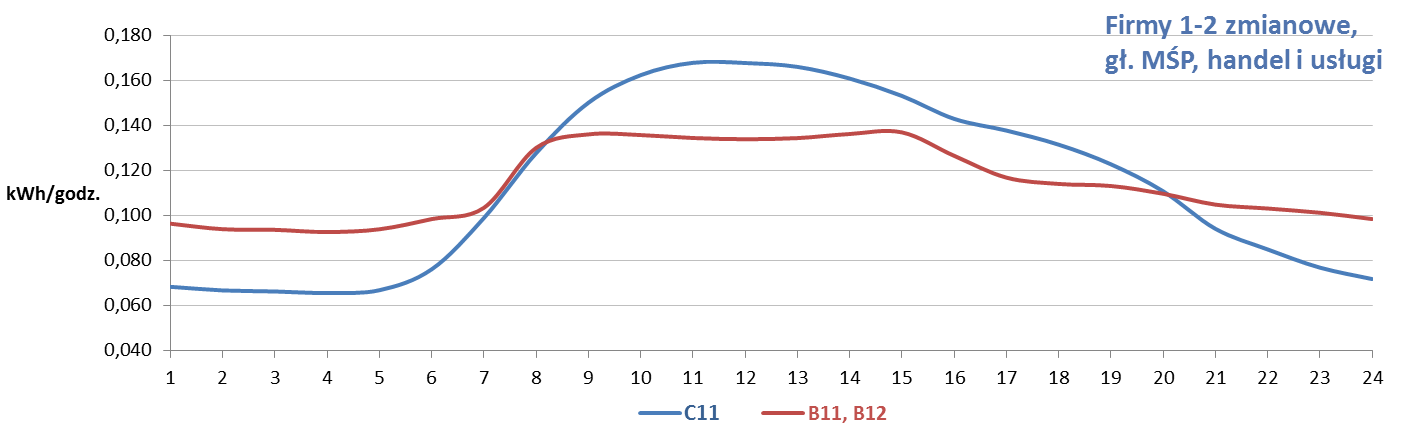 Firmy 1-2 zmianowe,
gł. MŚP, handel i usługi
0,180
0,160
0,140
0,120
kWh/godz.
0,100
0,080
0,060
0,040
1 2 3 4 5 6 7 8 9 10 11 12 13 14 15 16 17 18 19 20 21 22 23 24
C11 B11, B12